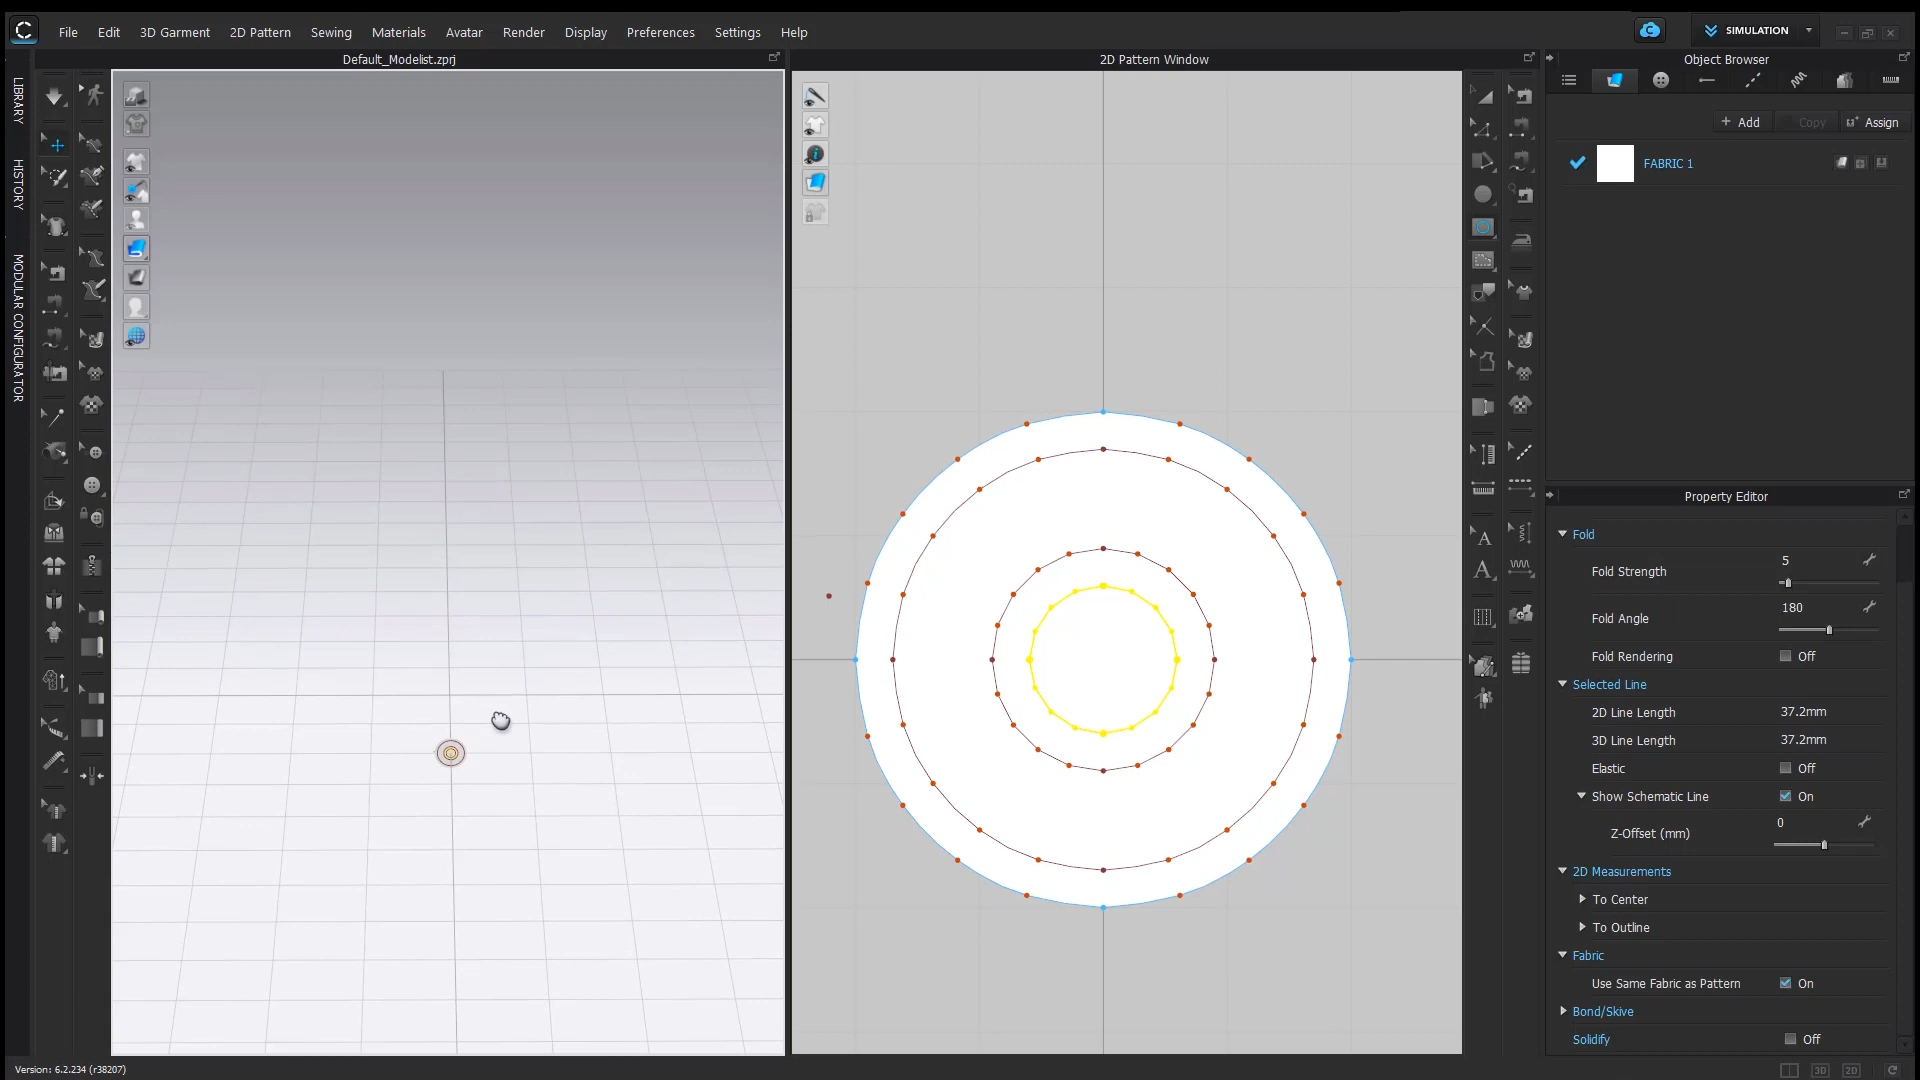 File Edit 3D Garment 2D Pattern Sewing Materials Avatar Render Display Preferences Settings Help
SIMULATION
Default_Modelist.zprj
2D Pattern Window
Object Browser
LIBRARY
HISTORY
MODULAR CONFIGURATOR
+ Add Copy Assign
FABRIC 1
Property Editor
Fold
Fold Strength 5
Fold Angle 180
Fold Rendering Off
Selected Line
2D Line Length 37.2mm
3D Line Length 37.2mm
Elastic Off
Show Schematic Line On
Z-Offset (mm) 0
2D Measurements
To Center
To Outline
Fabric
Use Same Fabric as Pattern On
Bond/Skive
Solidify Off
Version: 6.2.234 (r38207)
3D 2D